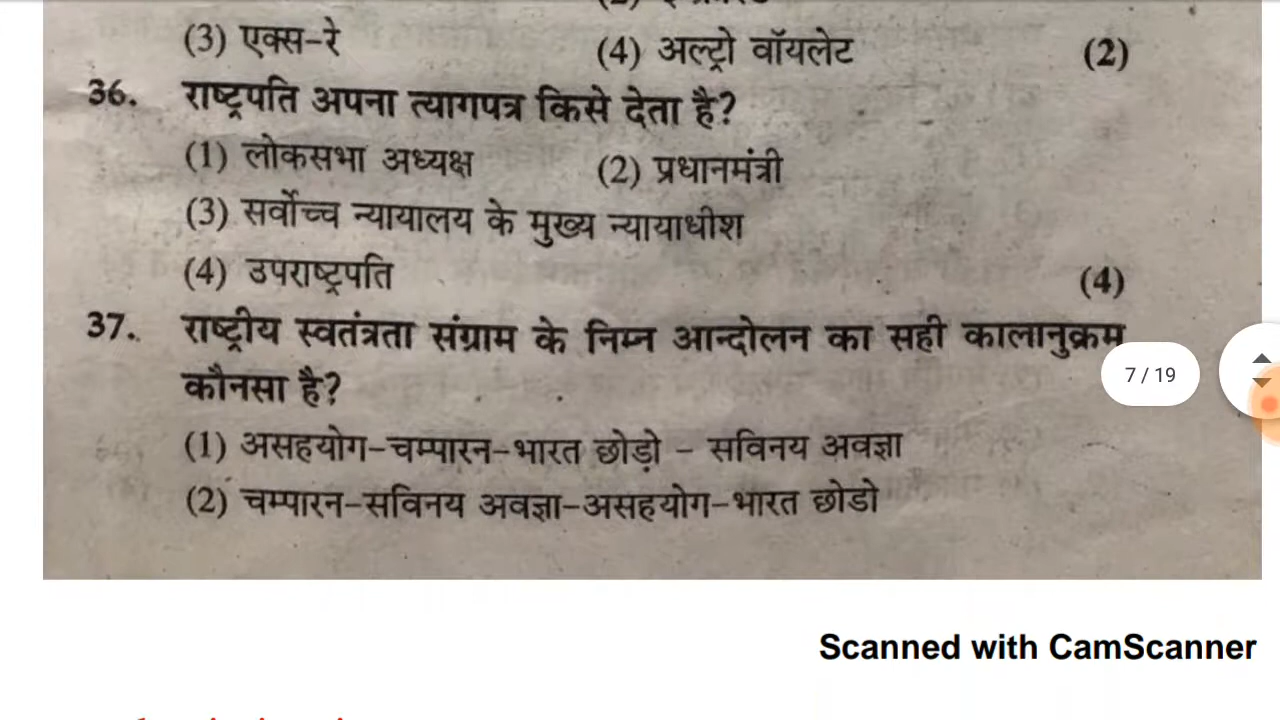 (3) एक्स-रे (4) अल्ट्रो वॉयलेट (2)
36. राष्ट्रपति अपना त्यागपत्र किसे देता है?
(1) लोकसभा अध्यक्ष (2) प्रधानमंत्री
(3) सर्वोच्च न्यायालय के मुख्य न्यायाधीश
(4) उपराष्ट्रपति (4)
37. राष्ट्रीय स्वतंत्रता संग्राम के निम्न आन्दोलन का सही कालानुक्रम
कौनसा है?
7 / 19
(1) असहयोग-चम्पारन-भारत छोड़ो - सविनय अवज्ञा
(2) चम्पारन-सविनय अवज्ञा-असहयोग-भारत छोडो
Scanned with CamScanner